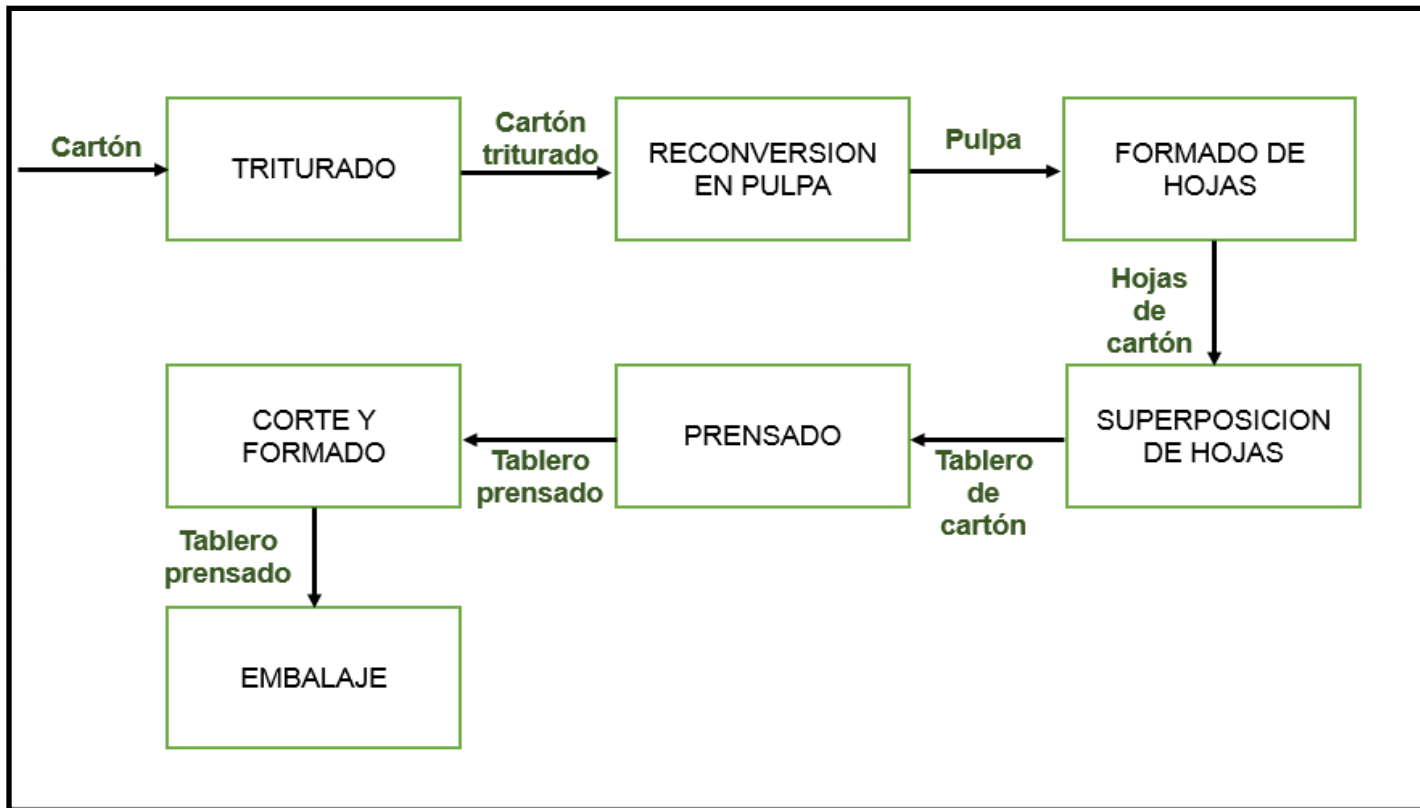 Cartón
TRITURADO
Cartón
triturado
RECONVERSION
EN PULPA
Pulpa
FORMADO DE
HOJAS
Hojas
de
cartón
SUPERPOSICION
DE HOJAS
Tablero
de
cartón
PRENSADO
Tablero
prensado
CORTE Y
FORMADO
Tablero
prensado
EMBALAJE